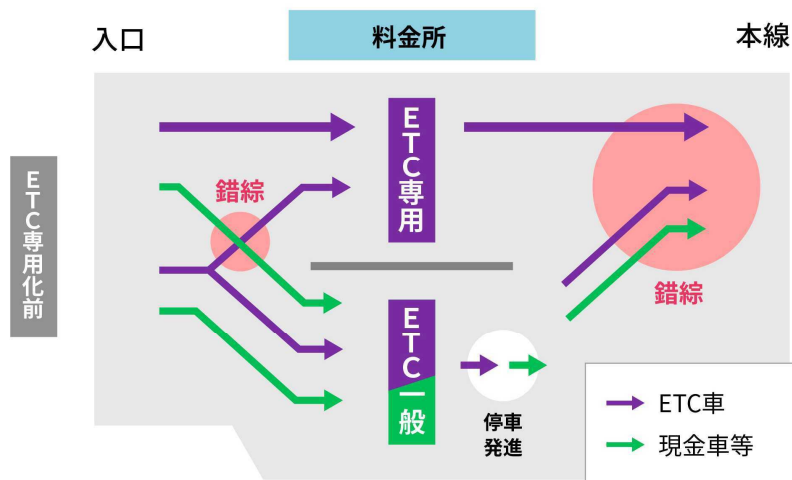 入口
料金所
本線
ETC専用化前
錯綜
ETC専用
錯綜
ETC一般
停車
発進
ETC車
現金車等